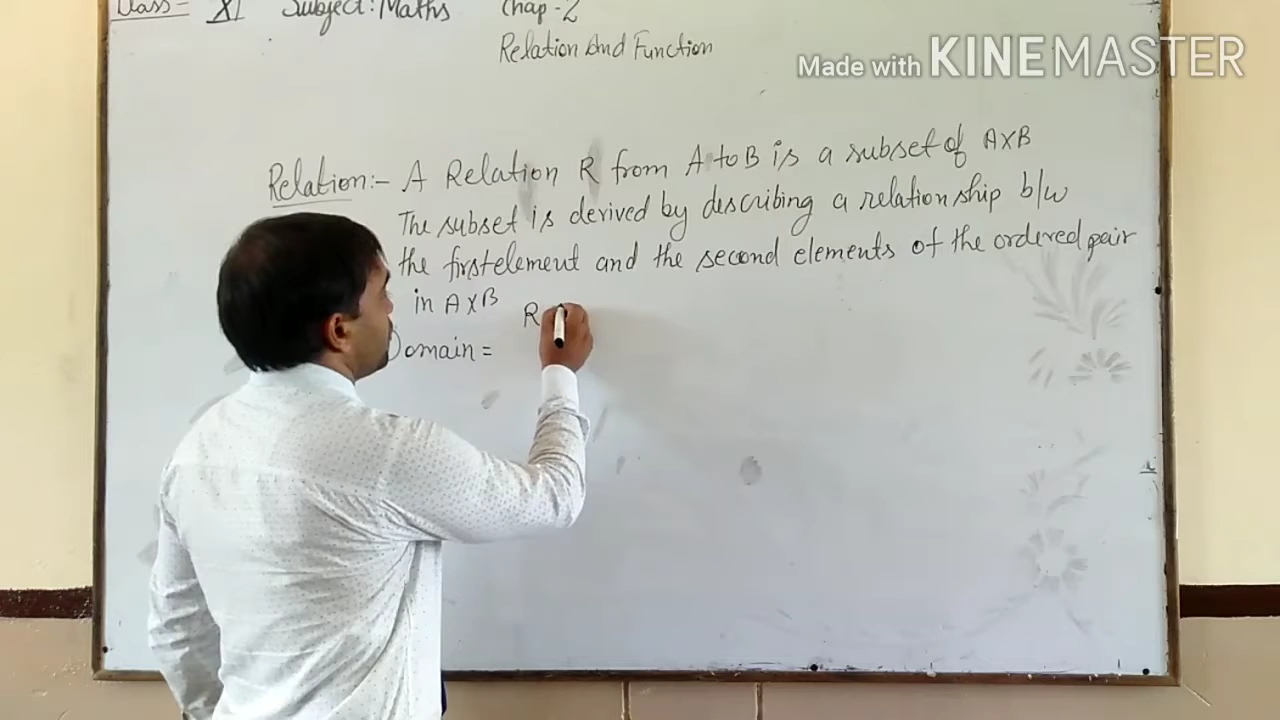 Class - XI Subject: Maths Chap - 2
Relation And Function
Made with KINEMASTER
Relation:- A Relation R from A to B is a subset of A×B
The subset is derived by describing a relationship b/w
the first element and the second elements of the ordered pair
in A×B R
Domain =